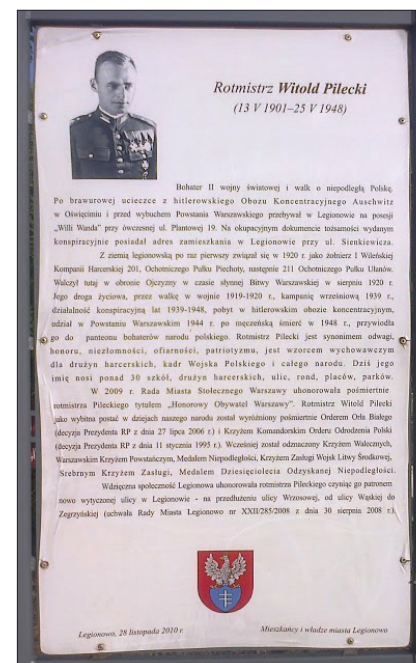 Rotmistrz Witold Pilecki
(13 V 1901–25 V 1948)
Bohater II wojny światowej i walk o niepodległą Polskę.
Po brawurowej ucieczce z hitlerowskiego Obozu Koncentracyjnego Auschwitz
w Oświęcimiu i przed wybuchem Powstania Warszawskiego przebywał w Legionowie na posesji
„Willi Wanda” przy ówczesnej ul. Plantowej 19. Na okupacyjnym dokumencie tożsamości wydanym
konspiracyjnie posiadał adres zamieszkania w Legionowie przy ul. Sienkiewicza.
Z ziemią legionowską po raz pierwszy związał się w 1920 r. jako żołnierz I Wileńskiej
Kompanii Harcerskiej 201, Ochotniczego Pułku Piechoty, następnie 211 Ochotniczego Pułku Ułanów.
Walczył tutaj w obronie Ojczyzny w czasie słynnej Bitwy Warszawskiej w sierpniu 1920 r.
Jego droga życiowa, przez walkę w wojnie 1919-1920 r., kampanię wrześniową 1939 r.,
działalność konspiracyjną lat 1939-1948, pobyt w hitlerowskim obozie koncentracyjnym,
udział w Powstaniu Warszawskim 1944 r. po męczeńską śmierć w 1948 r., przywiodła
go do panteonu bohaterów narodu polskiego. Rotmistrz Pilecki jest synonimem odwagi,
honoru, niezłomności, ofiarności, patriotyzmu, jest wzorcem wychowawczym
dla drużyn harcerskich, kadr Wojska Polskiego i całego narodu. Dziś jego
imię nosi ponad 30 szkół, drużyn harcerskich, ulic, rond, placów, parków.
W 2009 r. Rada Miasta Stołecznego Warszawy uhonorowała pośmiertnie
rotmistrza Pileckiego tytułem „Honorowy Obywatel Warszawy”. Rotmistrz Witold Pilecki
jako wybitna postać w dziejach naszego narodu został wyróżniony pośmiertnie Orderem Orła Białego
(decyzja Prezydenta RP z dnia 27 lipca 2006 r.) i Krzyżem Komandorskim Orderu Odrodzenia Polski
(decyzja Prezydenta RP z dnia 11 stycznia 1995 r.). Wcześniej został odznaczony Krzyżem Walecznych,
Warszawskim Krzyżem Powstańczym, Medalem Niepodległości, Krzyżem Zasługi Wojsk Litwy Środkowej,
Srebrnym Krzyżem Zasługi, Medalem Dziesięciolecia Odzyskanej Niepodległości.
Wdzięczna społeczność Legionowa uhonorowała rotmistrza Pileckiego czyniąc go patronem
nowo wytyczonej ulicy w Legionowie - na przedłużeniu ulicy Wrzosowej, od ulicy Wąskiej do
Zegrzyńskiej (uchwała Rady Miasta Legionowo nr XXII/285/2008 z dnia 30 sierpnia 2008 r.).
Legionowo, 28 listopada 2010 r.
Mieszkańcy i władze miasta Legionowo